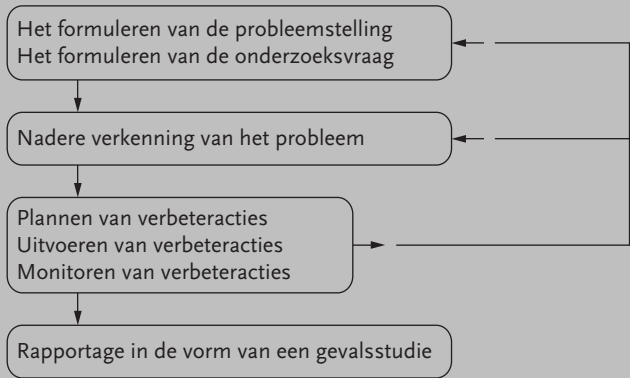 Het formuleren van de probleemstelling
Het formuleren van de onderzoeksvraag
Nadere verkenning van het probleem
Plannen van verbeteracties
Uitvoeren van verbeteracties
Monitoren van verbeteracties
Rapportage in de vorm van een gevalsstudie